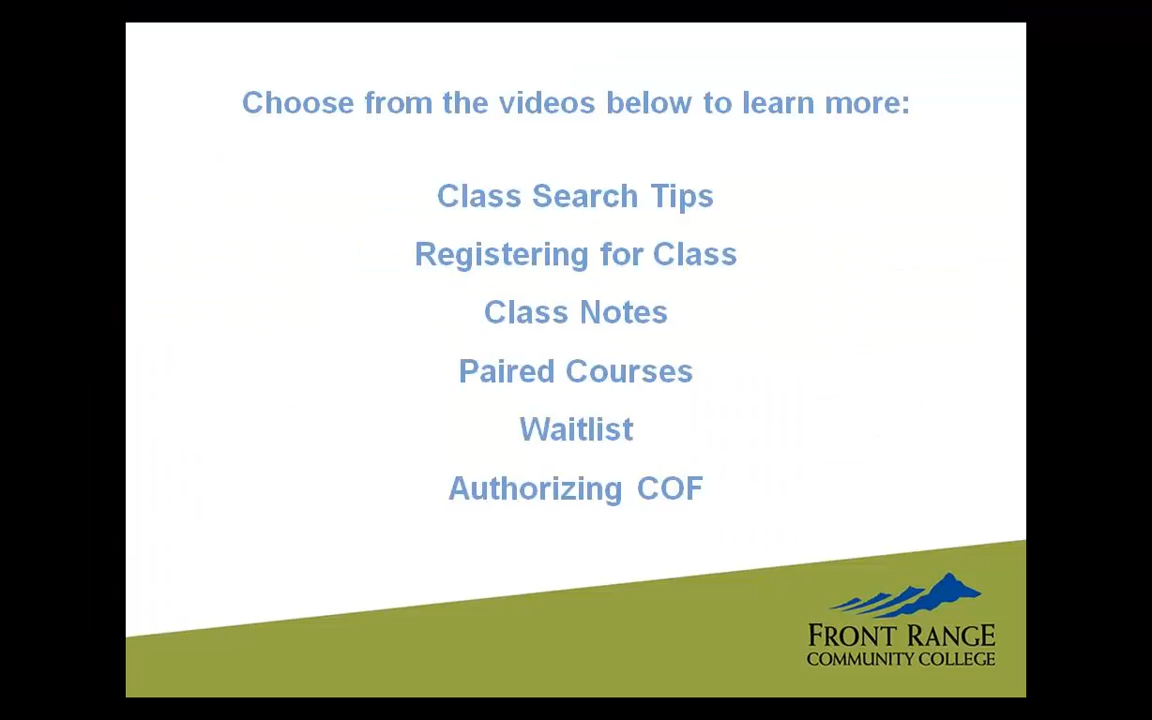 Choose from the videos below to learn more:
Class Search Tips
Registering for Class
Class Notes
Paired Courses
Waitlist
Authorizing COF
FRONT RANGE
COMMUNITY COLLEGE